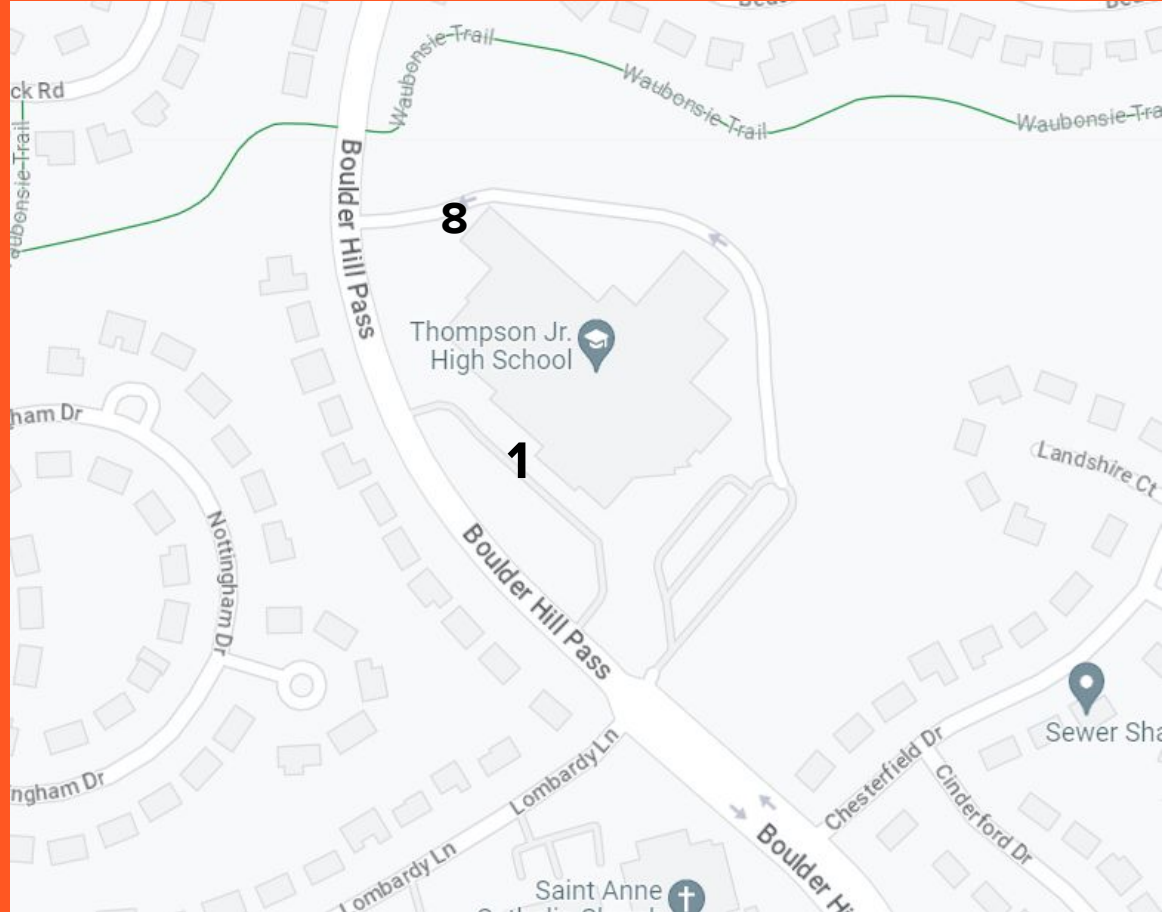 Waubonsie Trail
ck Rd
Waubonsie Trail
Waubonsie Trail
Waubonsie Tra
aubonsie Trail
Boulder Hill Pass
8
Thompson Jr.
High School
ham Dr
1
Landshire Ct
Nottingham Dr
Boulder Hill Pass
Sewer Sha
Lombardy Ln
Chesterfield Dr
Cinderford Dr
ngham Dr
Boulder Hi
Lombardy Ln
Saint Anne